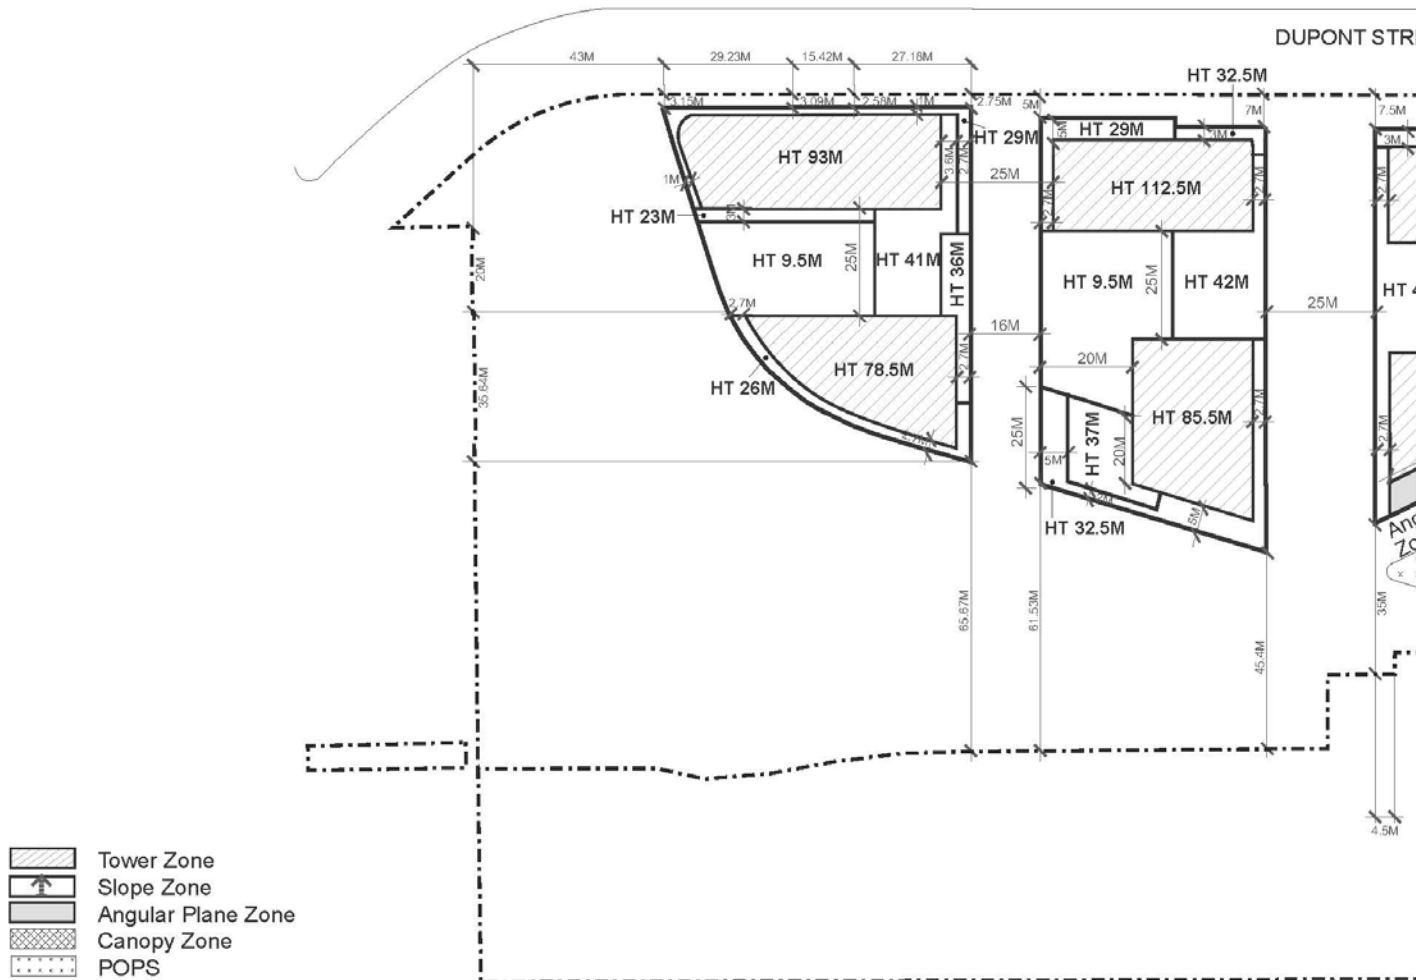 DUPONT STR
43M
29.23M
15.42M
27.18M
HT 32.5M
3.15M
3.09M
2.58M
1M
2.75M
5M
7M
7.5M
HT 29M
HT 29M
5M
3M
3M
HT 93M
3.6M
2.7M
25M
HT 112.5M
2.7M
2.7M
2.7M
1M
HT 23M
3M
HT 9.5M
25M
HT 41M
HT 36M
HT 9.5M
25M
HT 42M
HT 4
20M
2.7M
16M
25M
35.64M
HT 78.5M
2.7M
20M
HT 26M
HT 85.5M
2.7M
2.7M
25M
HT 37M
20M
5M
2M
HT 32.5M
65.67M
61.53M
45.4M
35M
4.5M
Tower Zone
Slope Zone
Angular Plane Zone
Canopy Zone
POPS